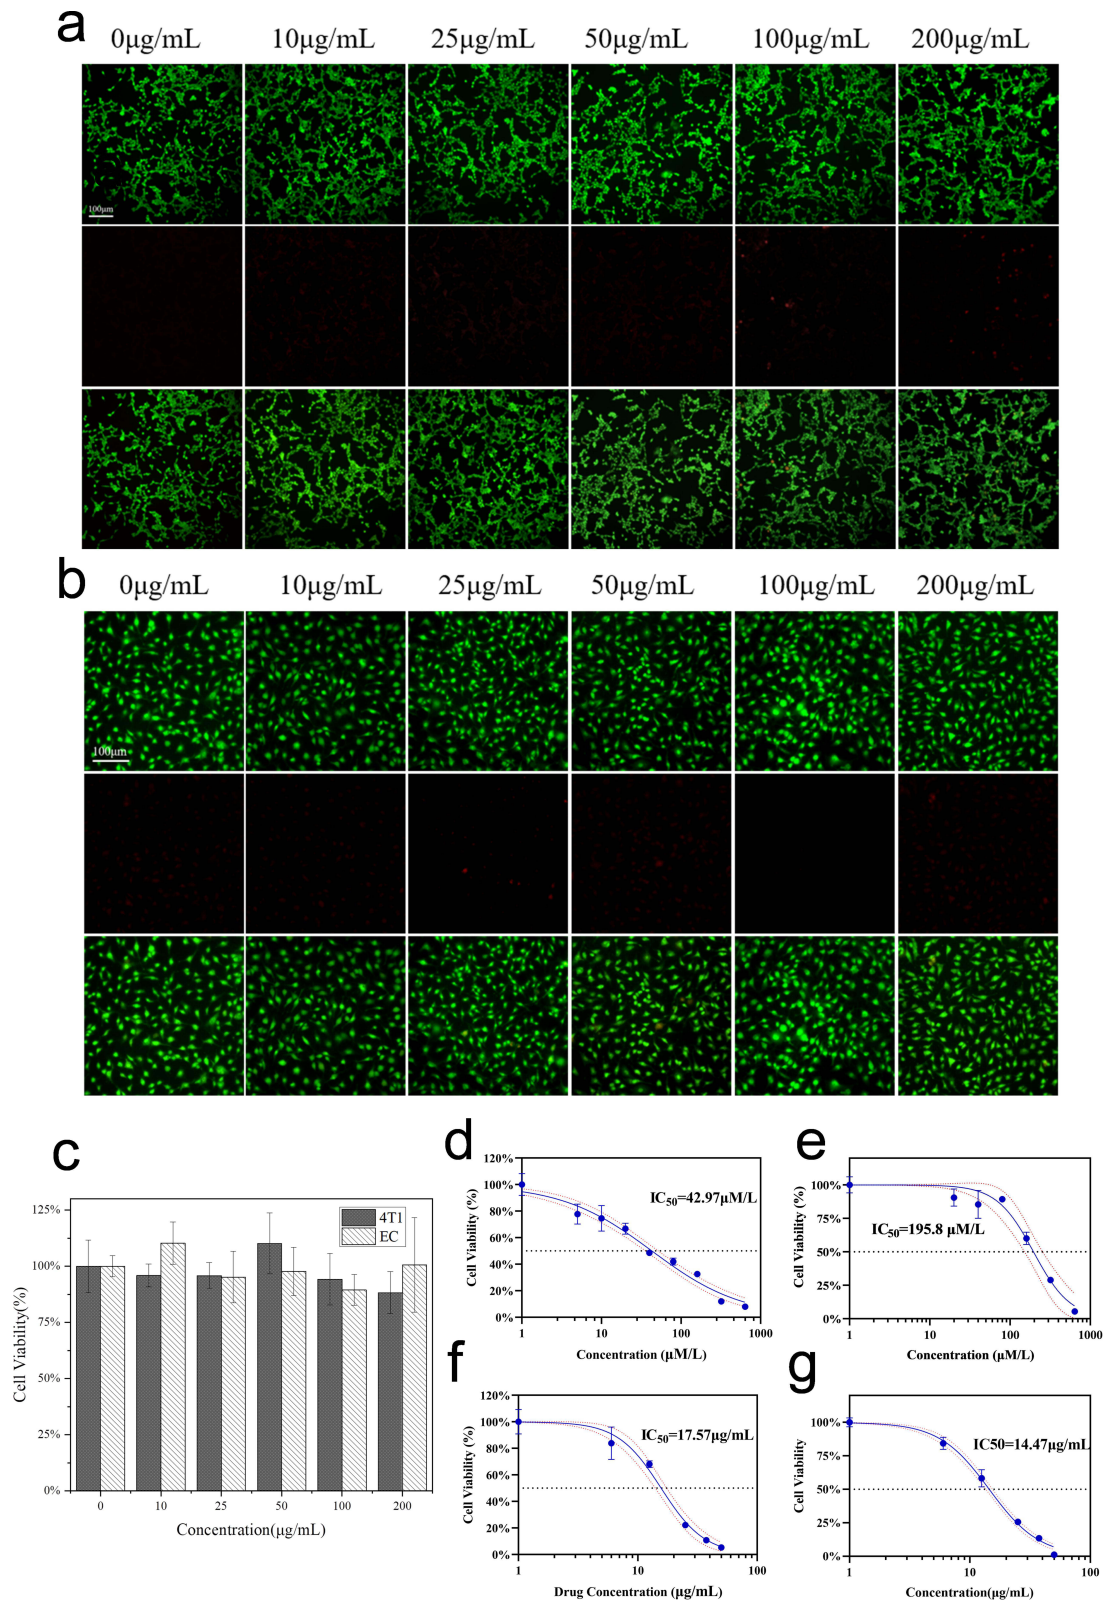 a
0μg/mL 10μg/mL 25μg/mL 50μg/mL 100μg/mL 200μg/mL
100μm
b
0μg/mL 10μg/mL 25μg/mL 50μg/mL 100μg/mL 200μg/mL
100μm
c
125%
100%
75%
50%
25%
0%
Cell Viability(%)
4T1
EC
0 10 25 50 100 200
Concentration(μg/mL)
d
120%
100%
80%
60%
40%
20%
0%
Cell Viability (%)
IC50=42.97μM/L
1 10 100 1000
Concentration (μM/L)
e
100%
75%
50%
25%
0%
Cell Viability (%)
IC50=195.8 μM/L
1 10 100 1000
Concentration (μM/L)
f
120%
100%
80%
60%
40%
20%
0%
Cell Viability (%)
IC50=17.57μg/mL
1 10 100
Drug Concentration (μg/mL)
g
100%
75%
50%
25%
0%
Cell Viability
IC50=14.47μg/mL
1 10 100
Concentration(μg/mL)